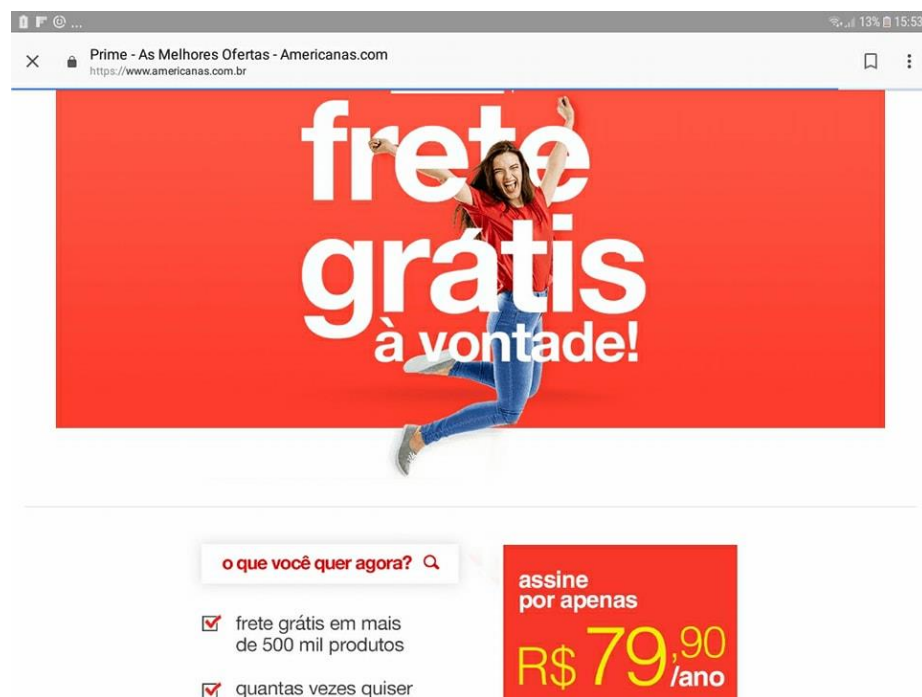 13% 15:53
Prime - As Melhores Ofertas - Americanas.com
https://www.americanas.com.br
frete
grátis
à vontade!
o que você quer agora?
frete grátis em mais
de 500 mil produtos
quantas vezes quiser
assine
por apenas
R$ 79,90
/ano